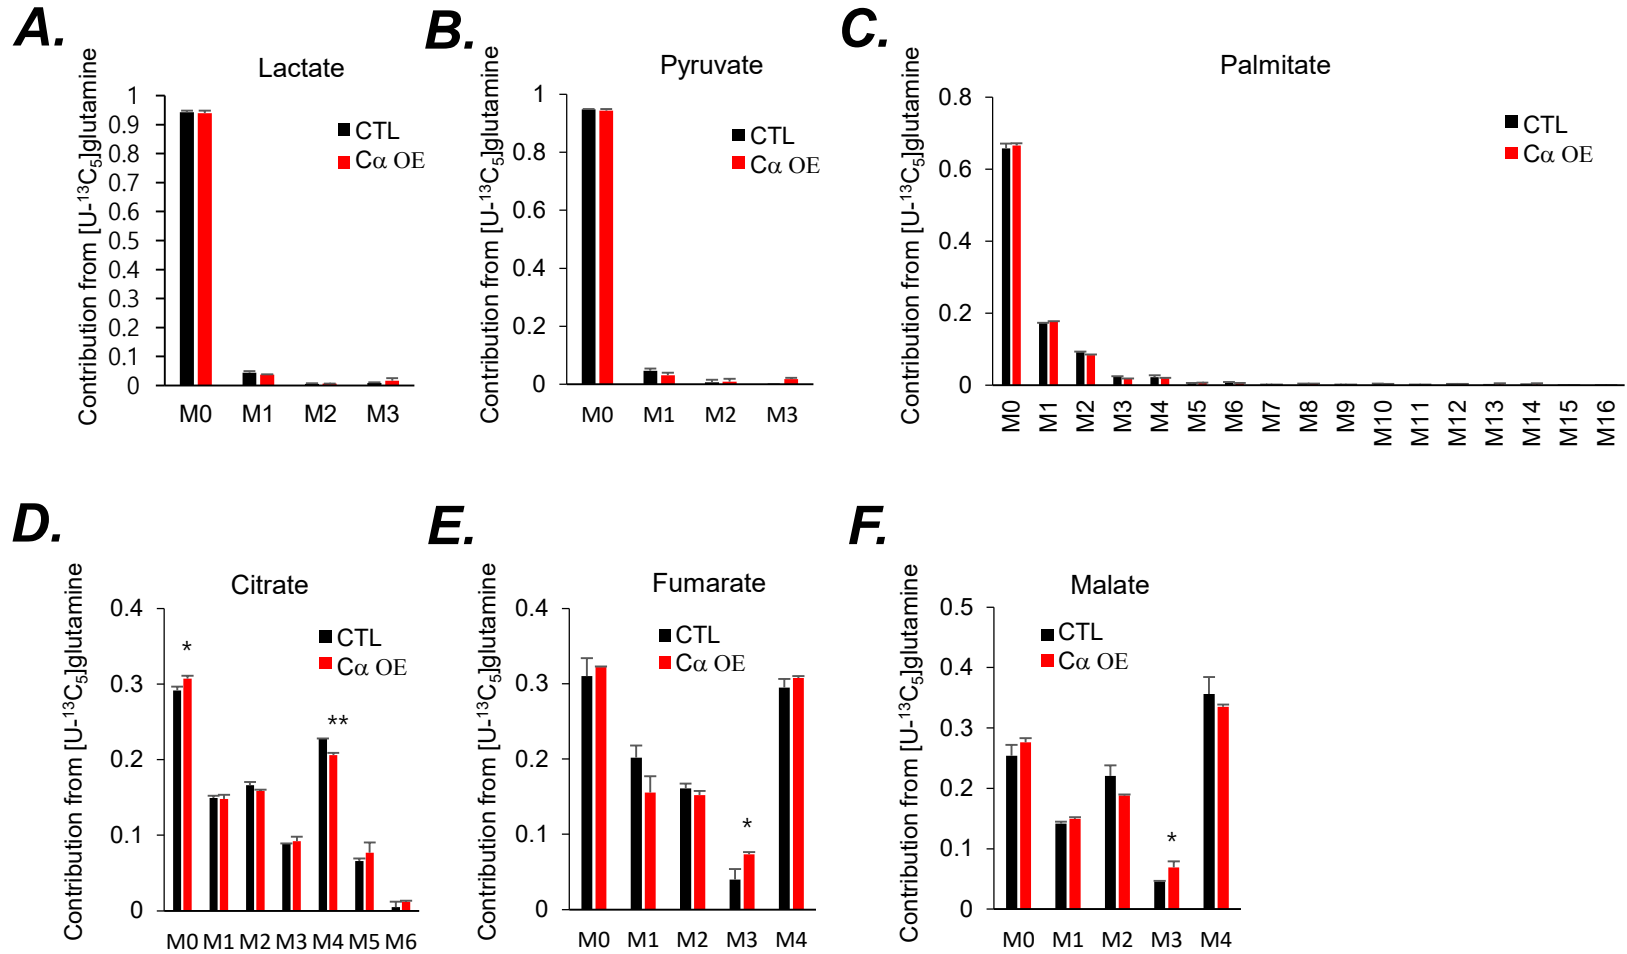 A.
Lactate
Contribution from [U-¹³C₅]glutamine
1
0.9
0.8
0.7
0.6
0.5
0.4
0.3
0.2
0.1
0
CTL
Cα OE
M0 M1 M2 M3
B.
Pyruvate
Contribution from [U-¹³C₅]glutamine
1
0.8
0.6
0.4
0.2
0
CTL
Cα OE
M0 M1 M2 M3
C.
Palmitate
Contribution from [U-¹³C₅]glutamine
0.8
0.6
0.4
0.2
0
CTL
Cα OE
M0 M1 M2 M3 M4 M5 M6 M7 M8 M9 M10 M11 M12 M13 M14 M15 M16
D.
Citrate
Contribution from [U-¹³C₅]glutamine
0.4
0.3
0.2
0.1
0
CTL
Cα OE
*
**
M0 M1 M2 M3 M4 M5 M6
E.
Fumarate
Contribution from [U-¹³C₅]glutamine
0.4
0.3
0.2
0.1
0
CTL
Cα OE
*
M0 M1 M2 M3 M4
F.
Malate
Contribution from [U-¹³C₅]glutamine
0.5
0.4
0.3
0.2
0.1
0
CTL
Cα OE
*
M0 M1 M2 M3 M4